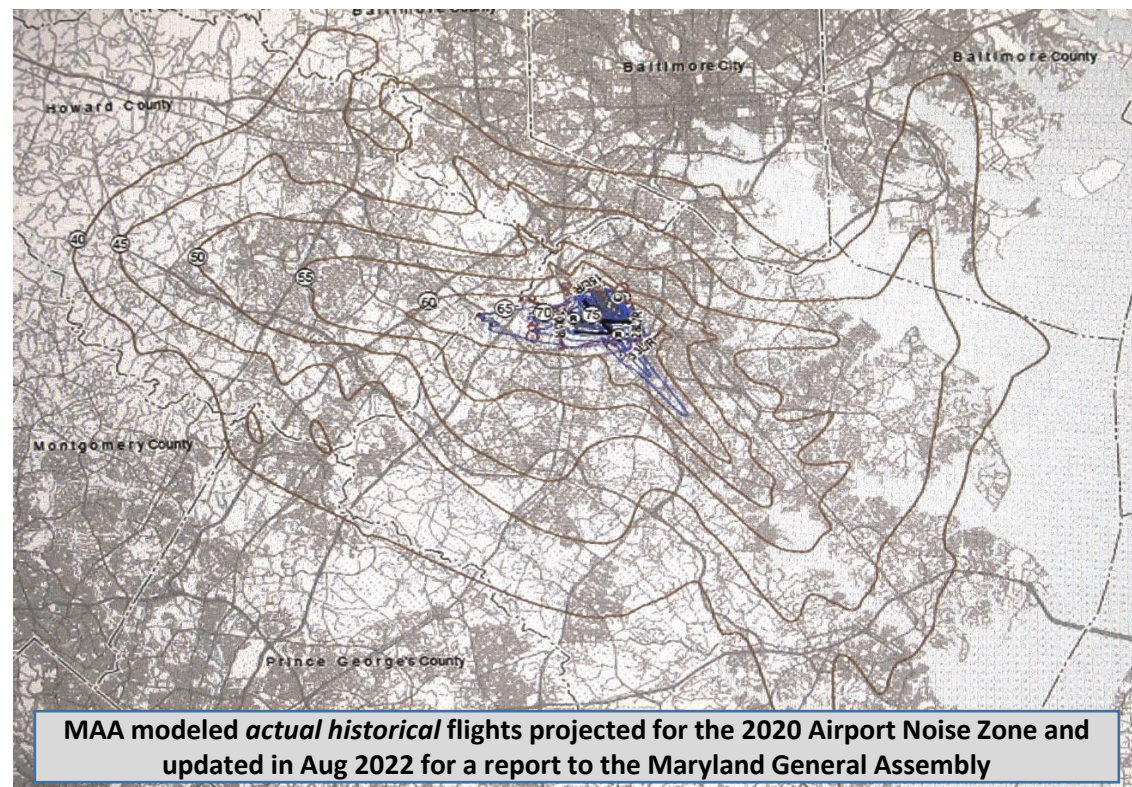 Baltimore County
Baltimore City
Baltimore County
Howard County
40
45
50
55
60
65
70
75
Montgomery County
Prince George's County
MAA modeled actual historical flights projected for the 2020 Airport Noise Zone and
updated in Aug 2022 for a report to the Maryland General Assembly